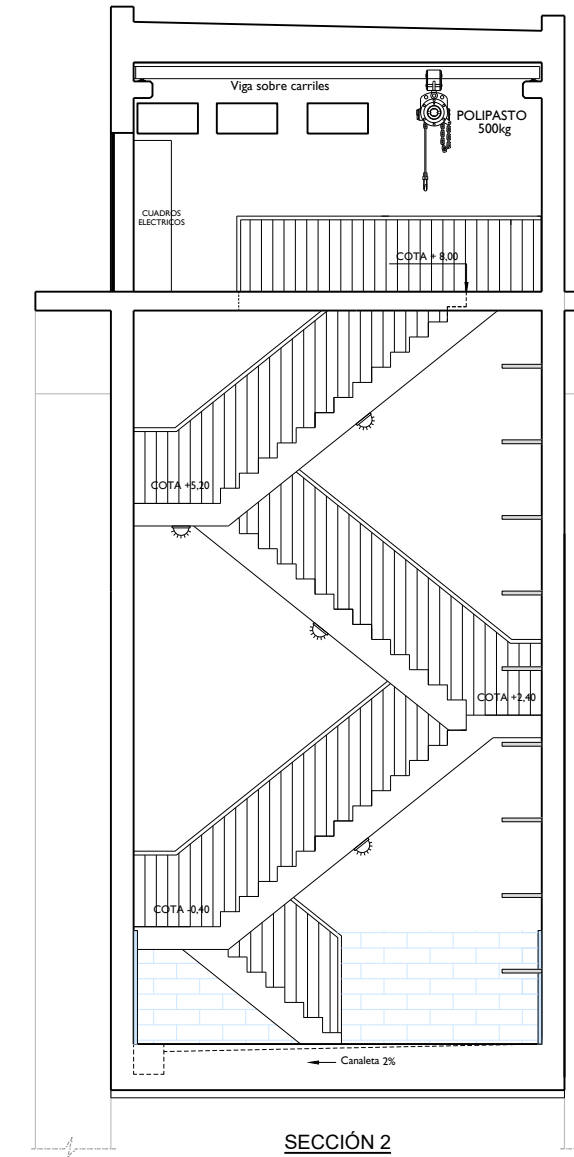 Viga sobre carriles
POLIPASTO
500kg
CUADROS
ELECTRICOS
COTA + 8,00
COTA +5,20
COTA +2,40
COTA -0,40
Canaleta 2%
SECCIÓN 2